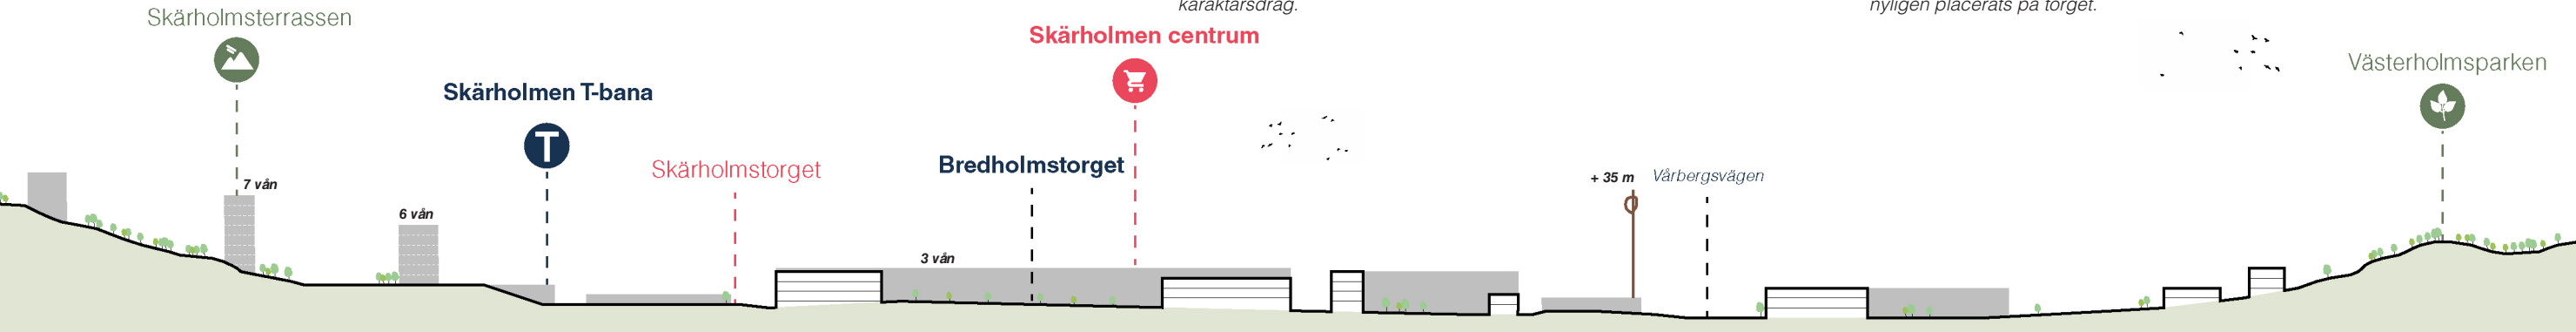 karaktärsdrag.
nyligen placerats på torget.
Skärholmsterrassen
Skärholmen centrum
Västerholmsparken
Skärholmen T-bana
T
Skärholmstorget
Bredholmstorget
7 vån
+ 35 m
Vårbergsvägen
6 vån
3 vån